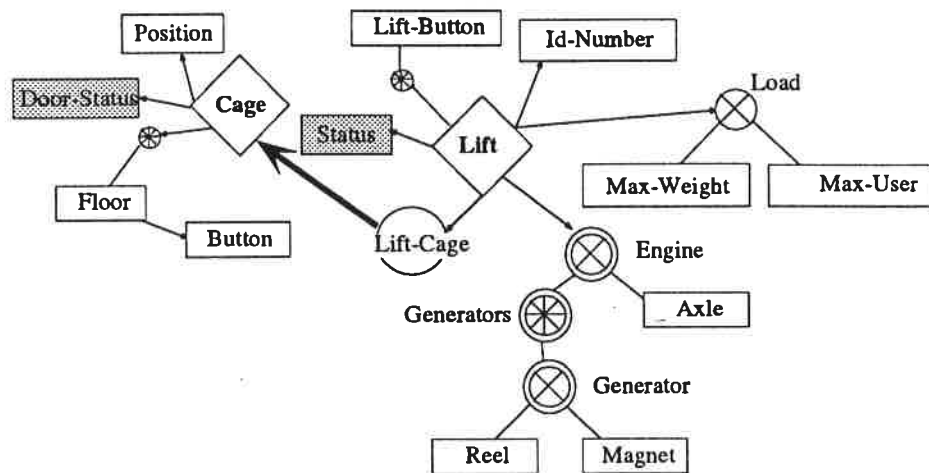 Lift-Button
Position
Id-Number
Load
Door-Status
Cage
Status
Lift
Max-Weight
Max-User
Floor
Button
Lift-Cage
Engine
Generators
Axle
Generator
Reel
Magnet